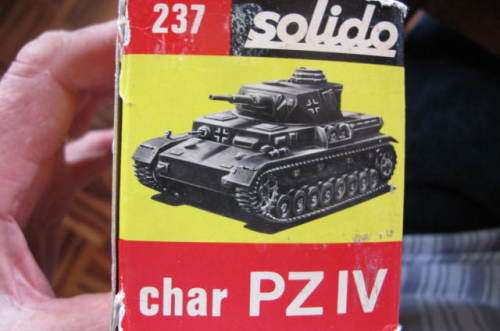 237 solido
char PZ IV